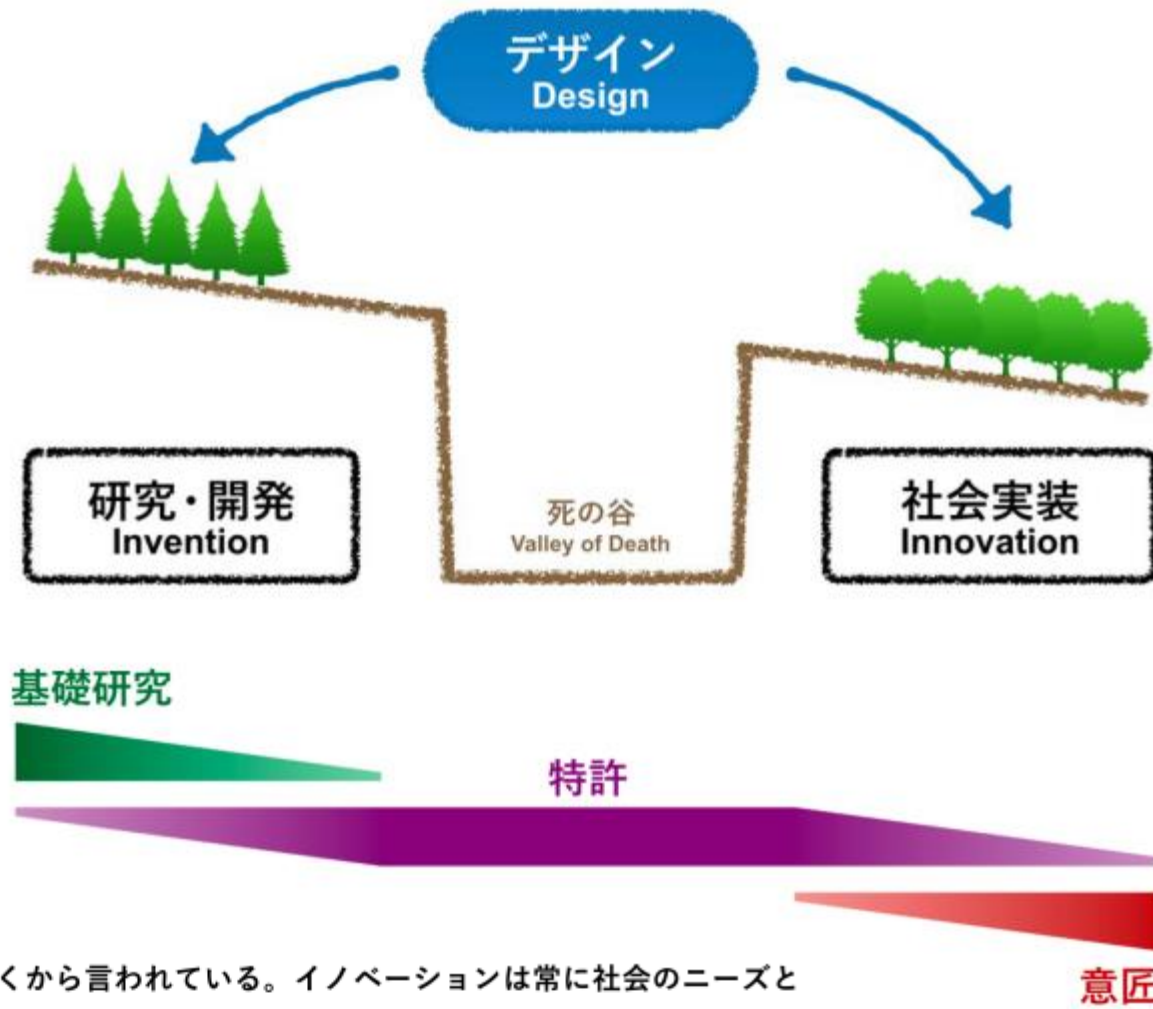 デザイン
Design
研究・開発
Invention
死の谷
Valley of Death
社会実装
Innovation
基礎研究
特許
くから言われている。イノベーションは常に社会のニーズと
意匠